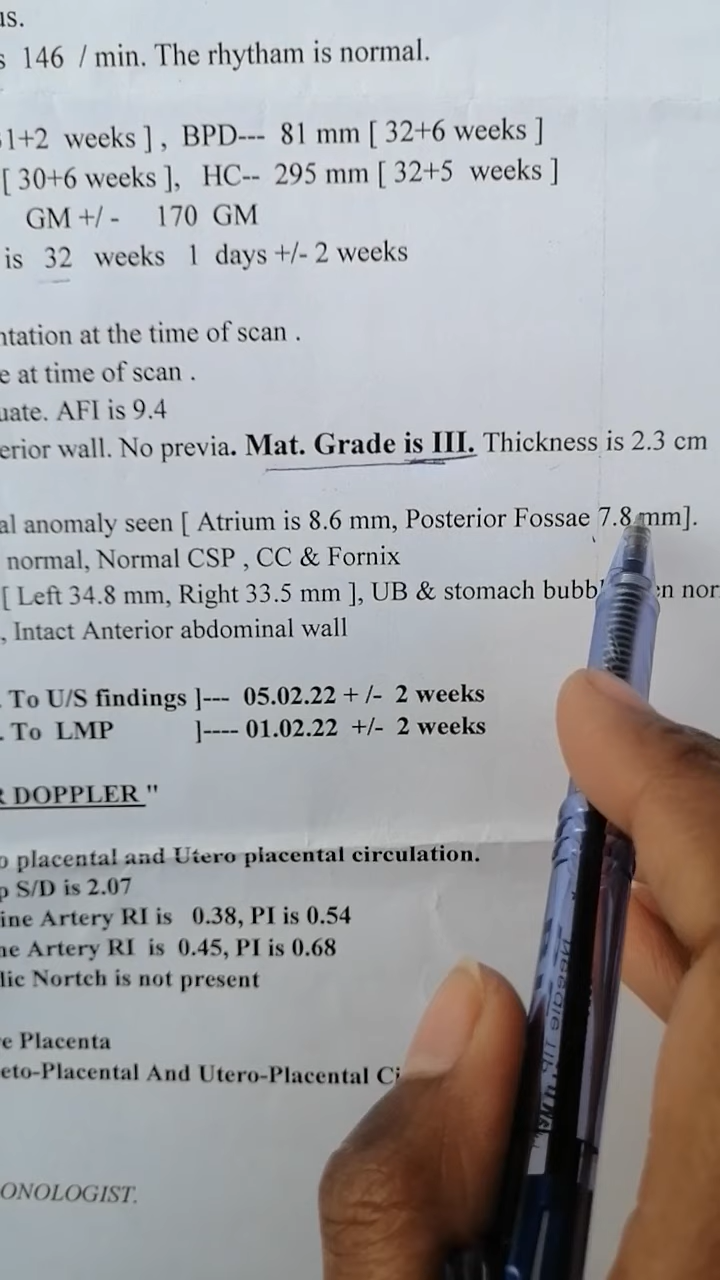 us.
s 146 / min. The rhytham is normal.
1+2 weeks ] , BPD--- 81 mm [ 32+6 weeks ]
[ 30+6 weeks ], HC-- 295 mm [ 32+5 weeks ]
GM +/- 170 GM
is 32 weeks 1 days +/- 2 weeks
ntation at the time of scan .
e at time of scan .
uate. AFI is 9.4
erior wall. No previa. Mat. Grade is III. Thickness is 2.3 cm
al anomaly seen [ Atrium is 8.6 mm, Posterior Fossae 7.8 mm].
normal, Normal CSP , CC & Fornix
[ Left 34.8 mm, Right 33.5 mm ], UB & stomach bubb en nor
, Intact Anterior abdominal wall
. To U/S findings ]--- 05.02.22 + /- 2 weeks
. To LMP ]---- 01.02.22 +/- 2 weeks
R DOPPLER "
o placental and Utero placental circulation.
p S/D is 2.07
ine Artery RI is 0.38, PI is 0.54
ne Artery RI is 0.45, PI is 0.68
lic Nortch is not present
e Placenta
eto-Placental And Utero-Placental Ci
ONOLOGIST.
Needle Tip